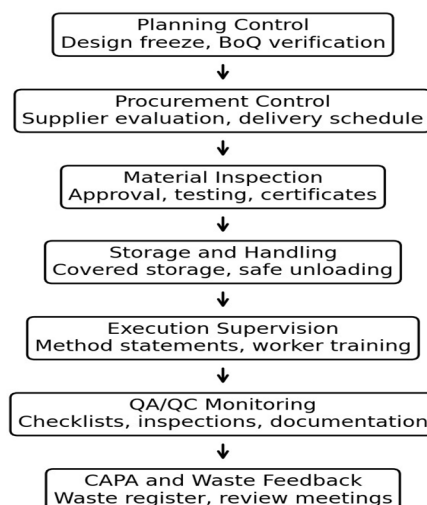 Planning Control
Design freeze, BoQ verification
Procurement Control
Supplier evaluation, delivery schedule
Material Inspection
Approval, testing, certificates
Storage and Handling
Covered storage, safe unloading
Execution Supervision
Method statements, worker training
QA/QC Monitoring
Checklists, inspections, documentation
CAPA and Waste Feedback
Waste register, review meetings